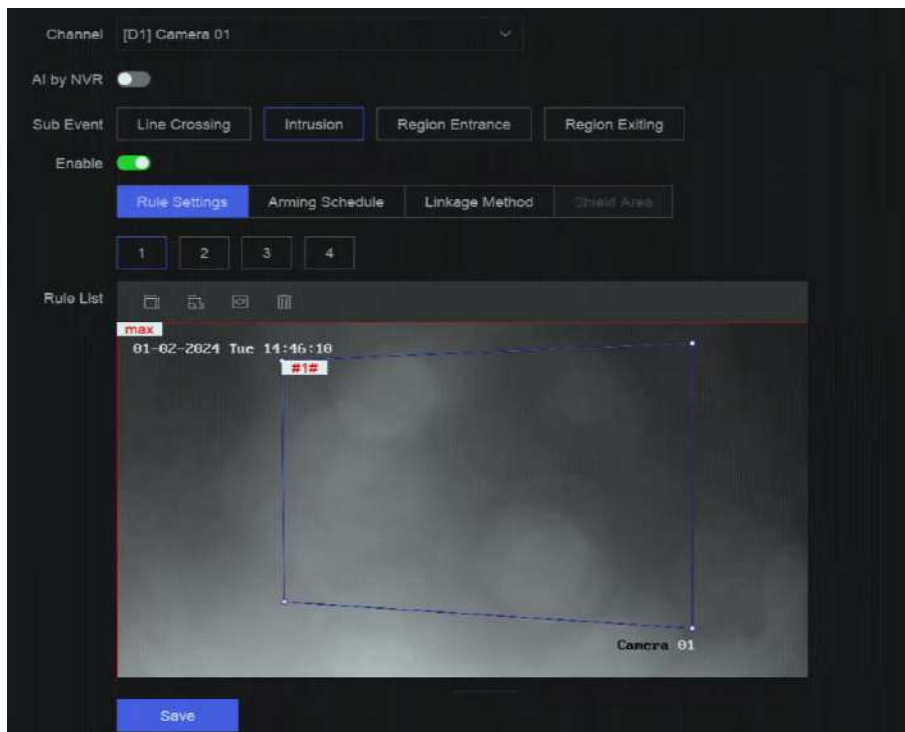 Channel [D1] Camera 01
AI by NVR
Sub Event Line Crossing Intrusion Region Entrance Region Exiting
Enable
Rule Settings Arming Schedule Linkage Method Shield Area
1 2 3 4
Rule List
max
01-02-2024 Tue 14:46:10
#1#
Camera 01
Save